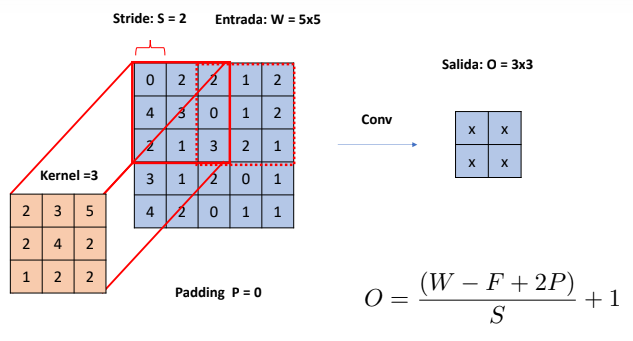 Stride: S = 2
Entrada: W = 5x5
Salida: O = 3x3
0 2 2 1 2
4 3 0 1 2
2 1 3 2 1
3 1 2 0 1
4 2 0 1 1
Conv
x x
x x
Kernel =3
2 3 5
2 4 2
1 2 2
Padding P = 0
O = (W − F + 2P) / S + 1